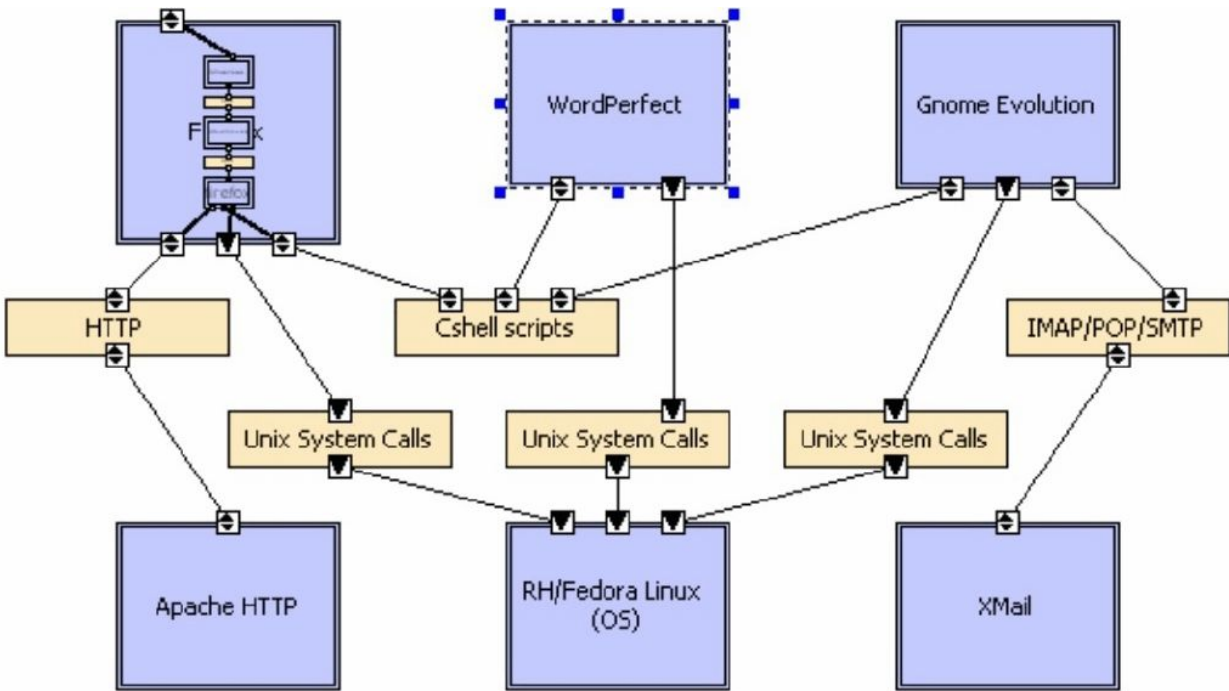 WordPerfect
Gnome Evolution
HTTP
Cshell scripts
IMAP/POP/SMTP
Unix System Calls
Unix System Calls
Unix System Calls
Apache HTTP
RH/Fedora Linux
(OS)
XMail